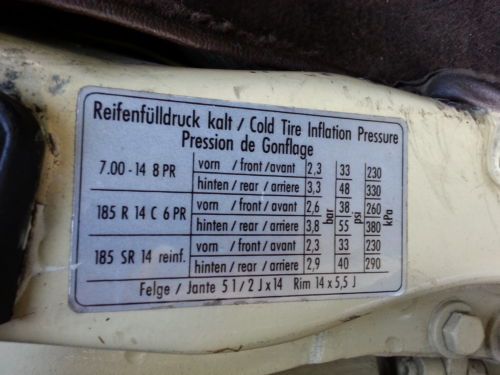 Reifenfülldruck kalt / Cold Tire Inflation Pressure
Pression de Gonflage
7.00 - 14 8 PR vorn / front / avant 2,3 33 230
hinten / rear / arriere 3,3 48 330
185 R 14 C 6 PR vorn / front / avant 2,6 bar 38 psi 260 kPa
hinten / rear / arriere 3,8 55 380
185 SR 14 reinf. vorn / front / avant 2,3 33 230
hinten / rear / arriere 2,9 40 290
Felge / Jante 5 1/2 J x 14 Rim 14 x 5,5 J